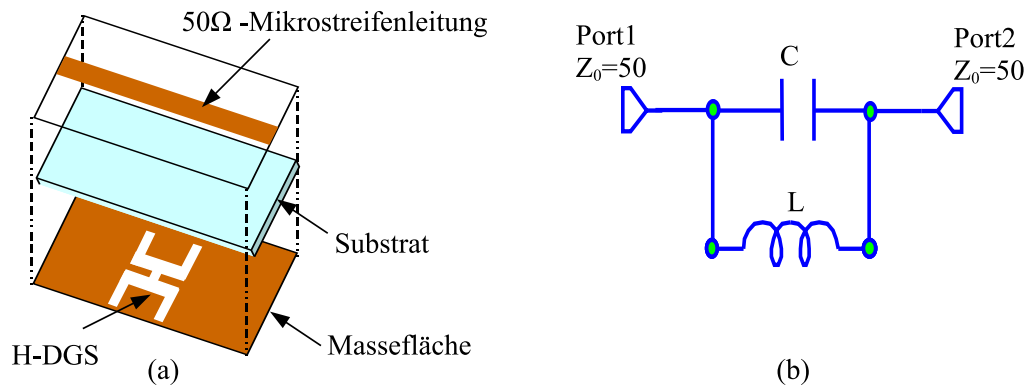 50Ω -Mikrostreifenleitung
Substrat
Massefläche
H-DGS
(a)
Port1
Z₀=50
C
Port2
Z₀=50
L
(b)